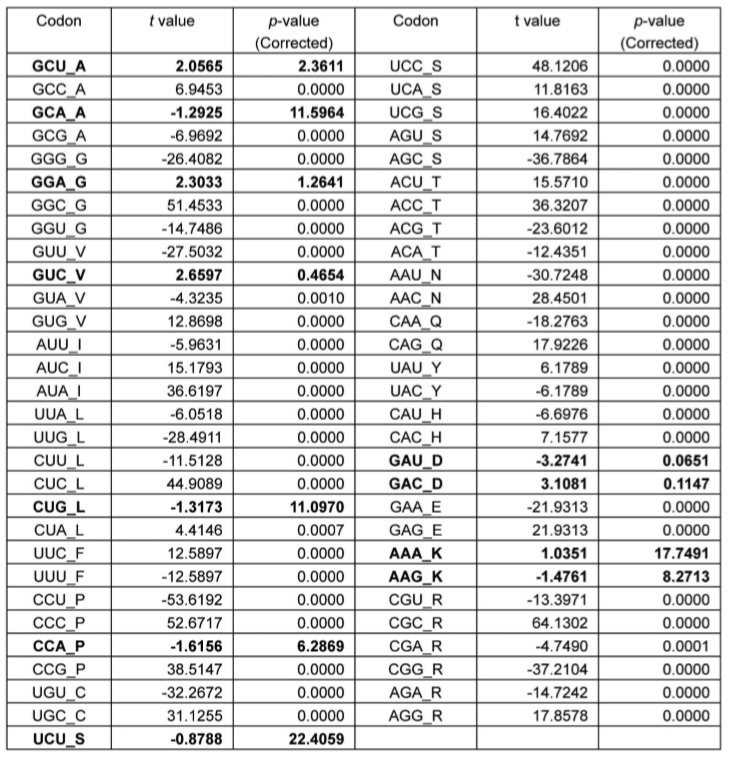 Codon t value p-value Codon t value p-value
(Corrected) (Corrected)
GCU_A 2.0565 2.3611 UCC_S 48.1206 0.0000
GCC_A 6.9453 0.0000 UCA_S 11.8163 0.0000
GCA_A -1.2925 11.5964 UCG_S 16.4022 0.0000
GCG_A -6.9692 0.0000 AGU_S 14.7692 0.0000
GGG_G -26.4082 0.0000 AGC_S -36.7864 0.0000
GGA_G 2.3033 1.2641 ACU_T 15.5710 0.0000
GGC_G 51.4533 0.0000 ACC_T 36.3207 0.0000
GGU_G -14.7486 0.0000 ACG_T -23.6012 0.0000
GUU_V -27.5032 0.0000 ACA_T -12.4351 0.0000
GUC_V 2.6597 0.4654 AAU_N -30.7248 0.0000
GUA_V -4.3235 0.0010 AAC_N 28.4501 0.0000
GUG_V 12.8698 0.0000 CAA_Q -18.2763 0.0000
AUU_I -5.9631 0.0000 CAG_Q 17.9226 0.0000
AUC_I 15.1793 0.0000 UAU_Y 6.1789 0.0000
AUA_I 36.6197 0.0000 UAC_Y -6.1789 0.0000
UUA_L -6.0518 0.0000 CAU_H -6.6976 0.0000
UUG_L -28.4911 0.0000 CAC_H 7.1577 0.0000
CUU_L -11.5128 0.0000 GAU_D -3.2741 0.0651
CUC_L 44.9089 0.0000 GAC_D 3.1081 0.1147
CUG_L -1.3173 11.0970 GAA_E -21.9313 0.0000
CUA_L 4.4146 0.0007 GAG_E 21.9313 0.0000
UUC_F 12.5897 0.0000 AAA_K 1.0351 17.7491
UUU_F -12.5897 0.0000 AAG_K -1.4761 8.2713
CCU_P -53.6192 0.0000 CGU_R -13.3971 0.0000
CCC_P 52.6717 0.0000 CGC_R 64.1302 0.0000
CCA_P -1.6156 6.2869 CGA_R -4.7490 0.0001
CCG_P 38.5147 0.0000 CGG_R -37.2104 0.0000
UGU_C -32.2672 0.0000 AGA_R -14.7242 0.0000
UGC_C 31.1255 0.0000 AGG_R 17.8578 0.0000
UCU_S -0.8788 22.4059